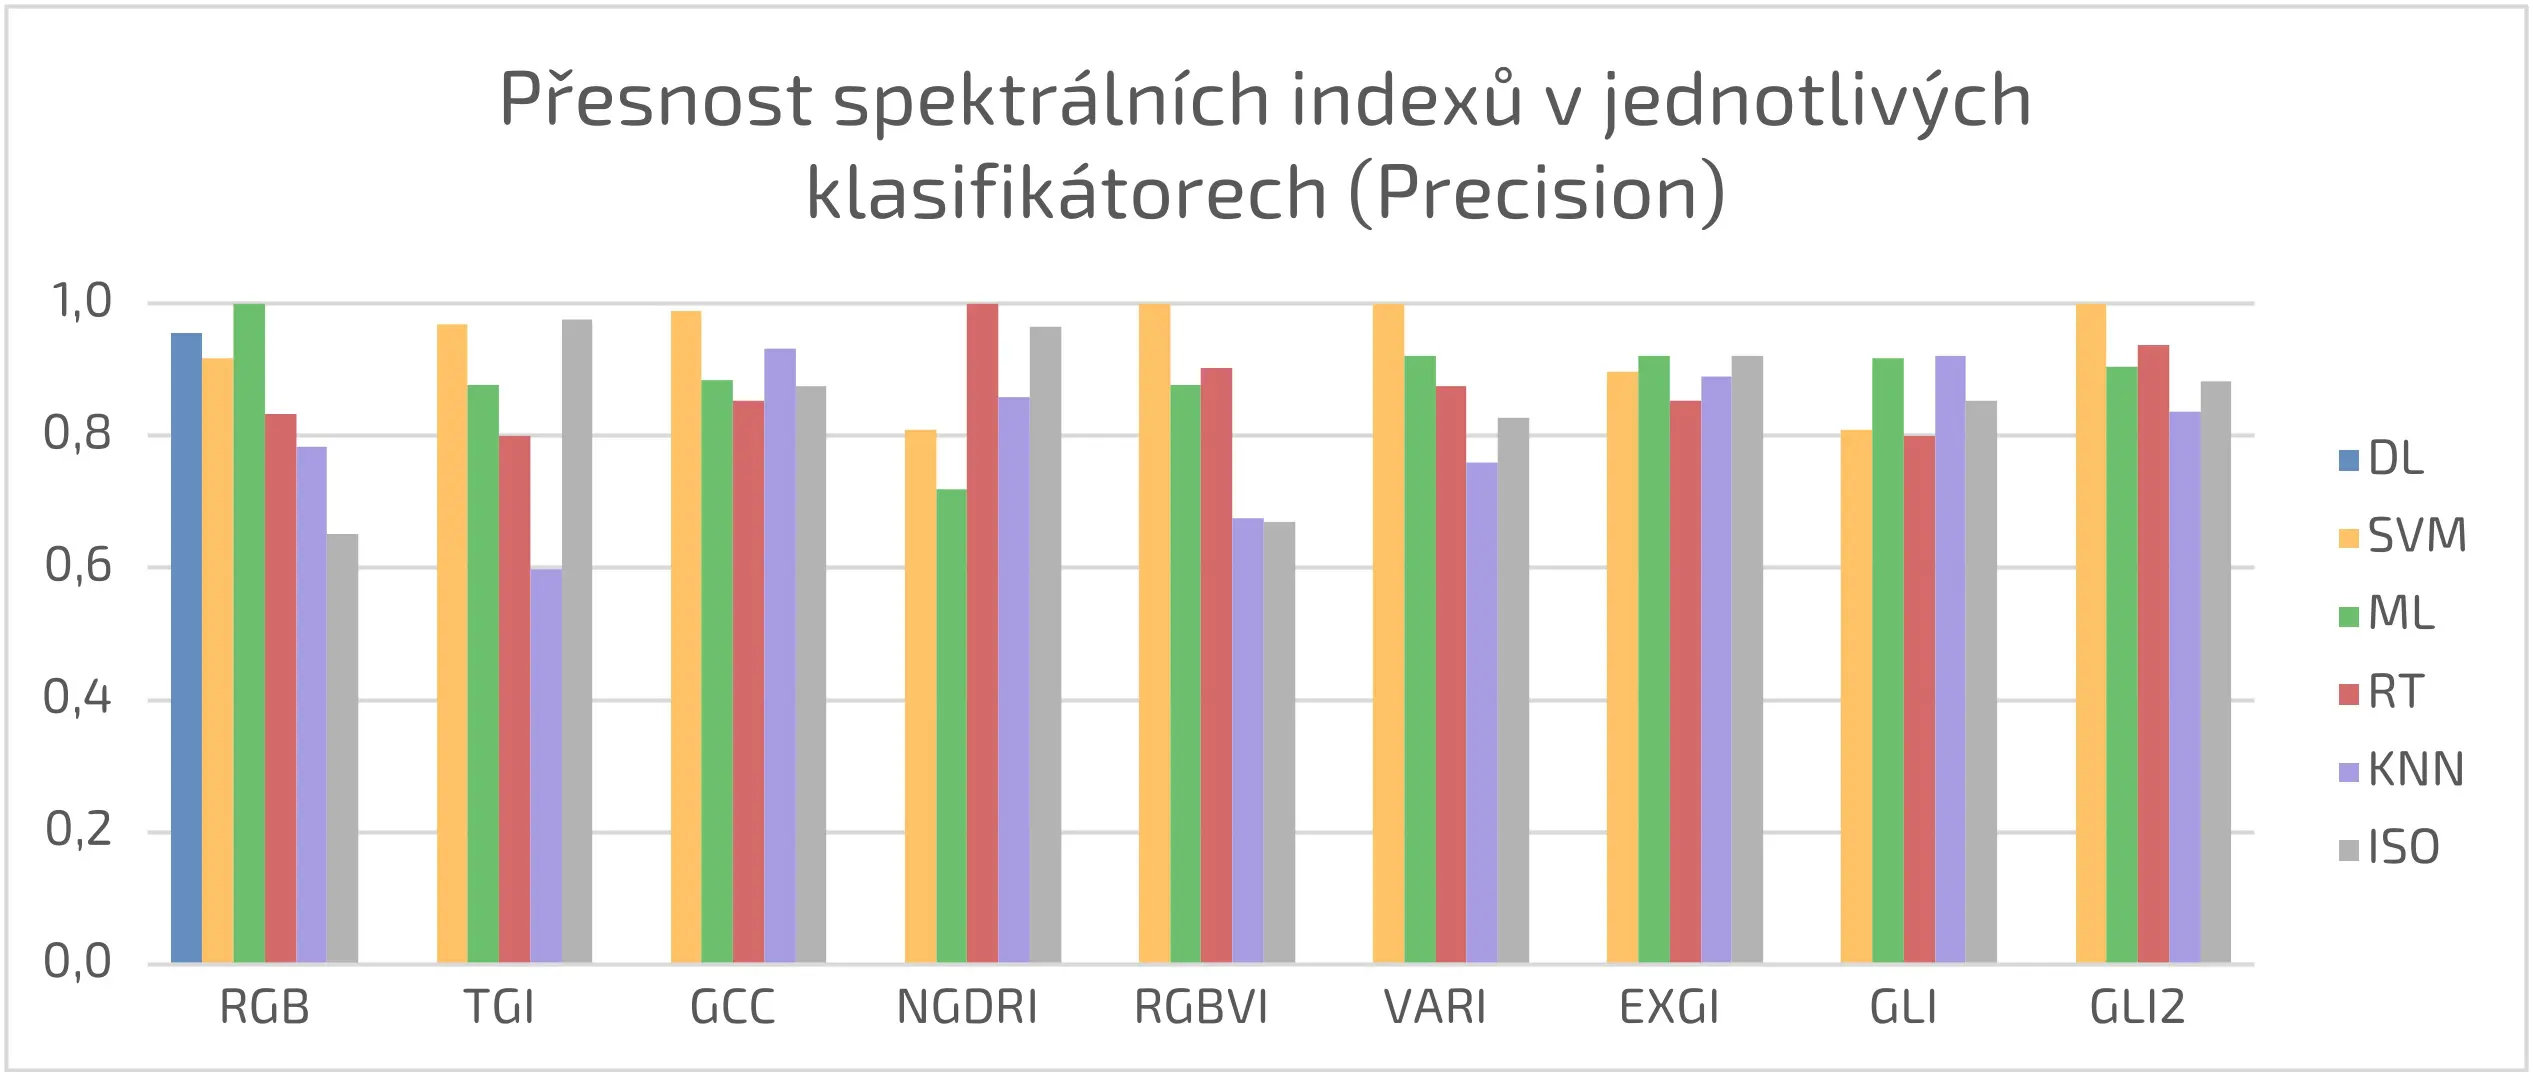 Přesnost spektrálních indexů v jednotlivých
klasifikátorech (Precision)
1,0
0,8
0,6
0,4
0,2
0,0
RGB TGI GCC NGDRI RGBVI VARI EXGI GLI GLI2
DL
SVM
ML
RT
KNN
ISO